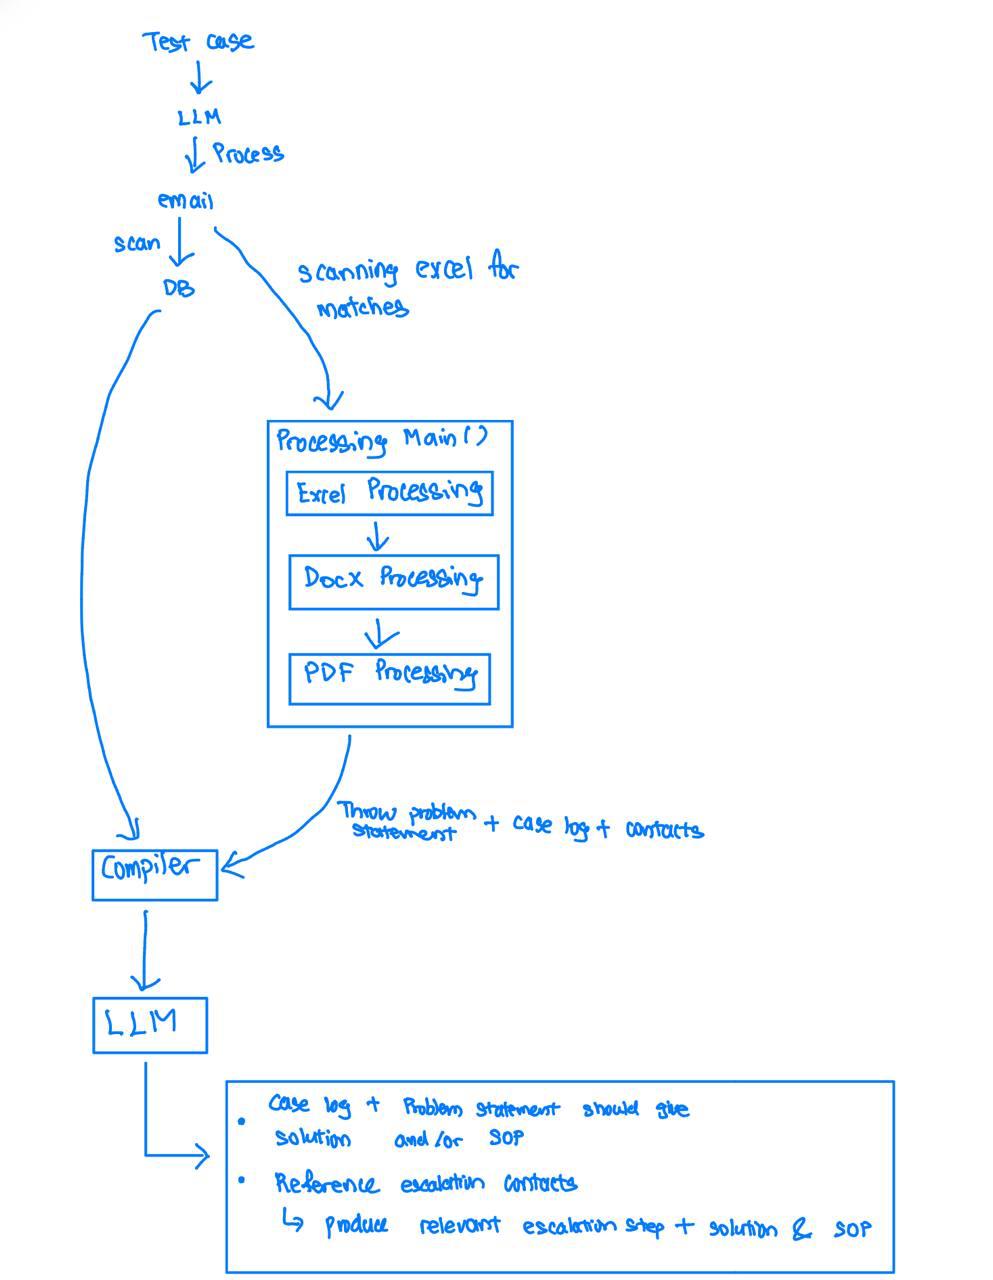 Test case
LLM
Process
email
scan
DB
scanning excel for
matches
Processing Main()
Excel Processing
Docx Processing
PDF Processing
Throw problem
statement + case log + contacts
Compiler
LLM
• case log + Problem statement should give
solution and/or SOP
• Reference escalation contacts
↳ produce relevant escalation step + solution & SOP